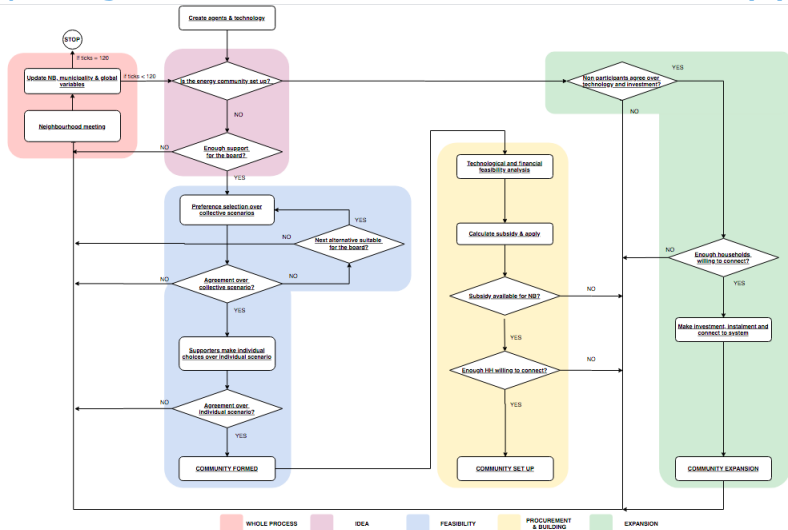 Create agents & technology
STOP
if ticks = 120
Update NB, municipality & global
variables
if ticks < 120
Is the energy community set up?
Non participants agree over
technology and investment?
YES
NO
NO
Neighbourhood meeting
NO
Enough support
for the board?
YES
Technological and financial
feasibility analysis
Preference selection over
collective scenarios
YES
Calculate subsidy & apply
NO
Next alternative suitable
for the board?
NO
Enough households
willing to connect?
NO
Agreement over
collective scenario?
NO
YES
Subsidy available for NB?
NO
YES
Make investment, instalment and
connect to system
YES
Supporters make individual
choices over individual scenario
Enough HH willing to connect?
NO
NO
Agreement over
individual scenario?
YES
YES
COMMUNITY FORMED
COMMUNITY SET UP
COMMUNITY EXPANSION
WHOLE PROCESS
IDEA
FEASIBILITY
PROCUREMENT
& BUILDING
EXPANSION